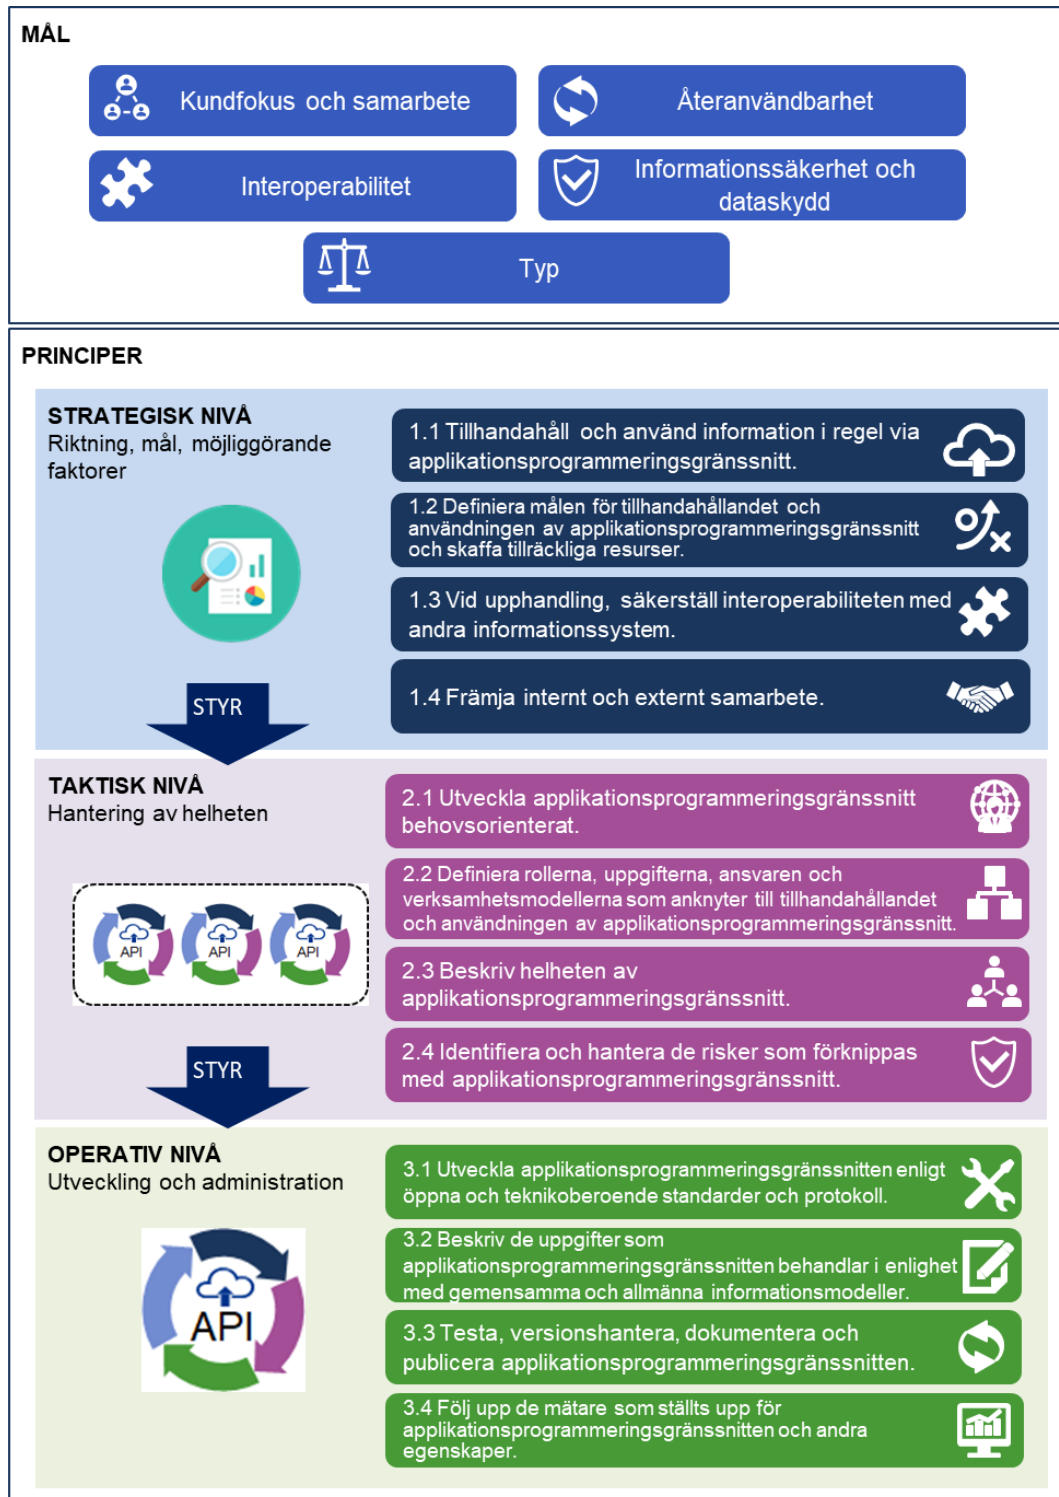 MÅL
Kundfokus och samarbete
Återanvändbarhet
Interoperabilitet
Informationssäkerhet och
dataskydd
Typ
PRINCIPER
STRATEGISK NIVÅ
Riktning, mål, möjliggörande
faktorer
1.1 Tillhandahåll och använd information i regel via
applikationsprogrammeringsgränssnitt.
1.2 Definiera målen för tillhandahållandet och
användningen av applikationsprogrammeringsgränssnitt
och skaffa tillräckliga resurser.
1.3 Vid upphandling, säkerställ interoperabiliteten med
andra informationssystem.
1.4 Främja internt och externt samarbete.
STYR
TAKTISK NIVÅ
Hantering av helheten
API
API
API
2.1 Utveckla applikationsprogrammeringsgränssnitt
behovsorienterat.
2.2 Definiera rollerna, uppgifterna, ansvaren och
verksamhetsmodellerna som anknyter till tillhandahållandet
och användningen av applikationsprogrammeringsgränssnitt.
2.3 Beskriv helheten av
applikationsprogrammeringsgränssnitt.
2.4 Identifiera och hantera de risker som förknippas
med applikationsprogrammeringsgränssnitt.
STYR
OPERATIV NIVÅ
Utveckling och administration
API
3.1 Utveckla applikationsprogrammeringsgränssnitten enligt
öppna och teknikoberoende standarder och protokoll.
3.2 Beskriv de uppgifter som
applikationsprogrammeringsgränssnitten behandlar i enlighet
med gemensamma och allmänna informationsmodeller.
3.3 Testa, versionshantera, dokumentera och
publicera applikationsprogrammeringsgränssnitten.
3.4 Följ upp de mätare som ställts upp för
applikationsprogrammeringsgränssnitten och andra
egenskaper.